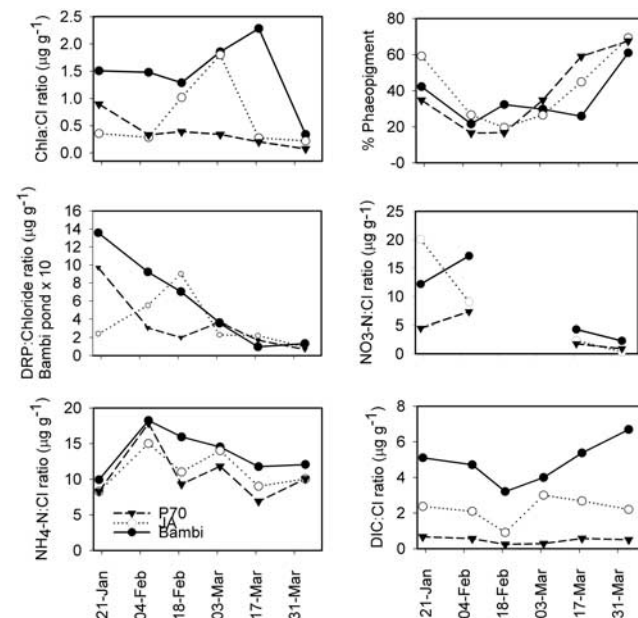 Chla:Cl ratio (µg g-1)
2.5
2.0
1.5
1.0
0.5
0.0
% Phaeopigment
80
60
40
20
-0
DRP:Chloride ratio (µg g-1)
Bambi pond x 10
16
14
12
10
8
6
4
2
0
NO3-N:Cl ratio (µg g-1)
25
20
15
10
5
0
NH4-N:Cl ratio (µg g-1)
20
15
10
5
0
P70
JA
Bambi
21-Jan
04-Feb
18-Feb
03-Mar
17-Mar
31-Mar
DIC:Cl ratio (µg g-1)
8
6
4
2
0
21-Jan
04-Feb
18-Feb
03-Mar
17-Mar
31-Mar